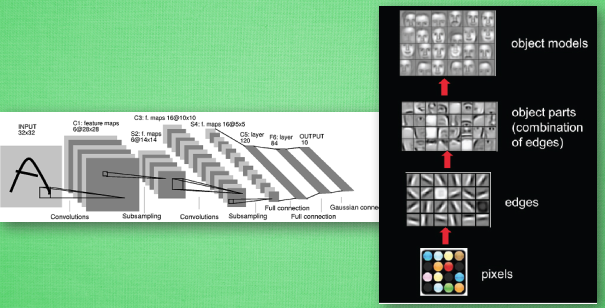 INPUT
32x32
C1: feature maps
6@28x28
S2: f. maps
6@14x14
C3: f. maps 16@10x10
S4: f. maps 16@5x5
C5: layer
120
F6: layer
84
OUTPUT
10
Convolutions
Subsampling
Convolutions
Subsampling
Full connection
Full connection
Gaussian connec
object models
object parts
(combination
of edges)
edges
pixels